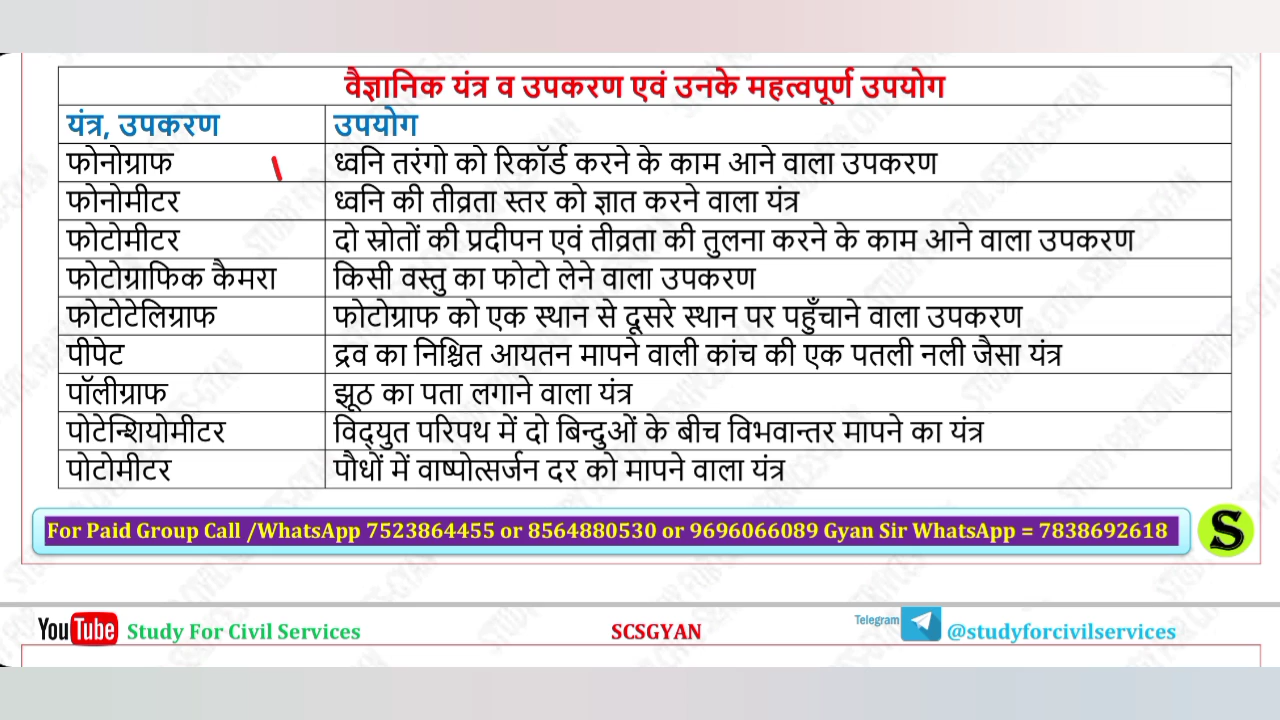 वैज्ञानिक यंत्र व उपकरण एवं उनके महत्वपूर्ण उपयोग
यंत्र, उपकरण उपयोग
फोनोग्राफ ध्वनि तरंगो को रिकॉर्ड करने के काम आने वाला उपकरण
फोनोमीटर ध्वनि की तीव्रता स्तर को ज्ञात करने वाला यंत्र
फोटोमीटर दो स्रोतों की प्रदीपन एवं तीव्रता की तुलना करने के काम आने वाला उपकरण
फोटोग्राफिक कैमरा किसी वस्तु का फोटो लेने वाला उपकरण
फोटोटेलिग्राफ फोटोग्राफ को एक स्थान से दूसरे स्थान पर पहुँचाने वाला उपकरण
पीपेट द्रव का निश्चित आयतन मापने वाली कांच की एक पतली नली जैसा यंत्र
पॉलीग्राफ झूठ का पता लगाने वाला यंत्र
पोटेन्शियोमीटर विद्युत परिपथ में दो बिन्दुओं के बीच विभवान्तर मापने का यंत्र
पोटोमीटर पौधों में वाष्पोत्सर्जन दर को मापने वाला यंत्र
For Paid Group Call /WhatsApp 7523864455 or 8564880530 or 9696066089 Gyan Sir WhatsApp = 7838692618
S
YouTube Study For Civil Services SCSGYAN Telegram @studyforcivilservices